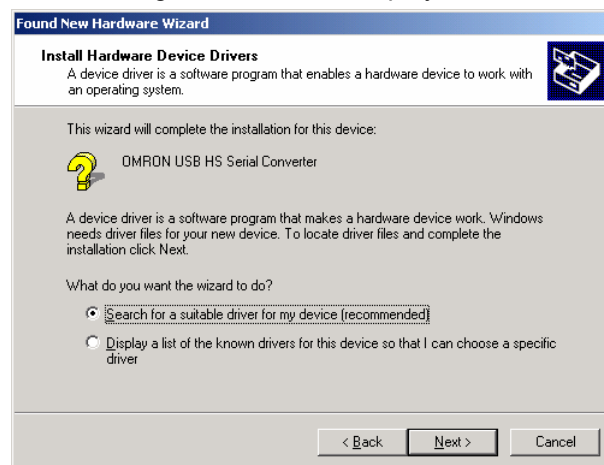 Found New Hardware Wizard
Install Hardware Device Drivers
A device driver is a software program that enables a hardware device to work with
an operating system.
This wizard will complete the installation for this device:
OMRON USB HS Serial Converter
A device driver is a software program that makes a hardware device work. Windows
needs driver files for your new device. To locate driver files and complete the
installation click Next.
What do you want the wizard to do?
Search for a suitable driver for my device (recommended)
Display a list of the known drivers for this device so that I can choose a specific
driver
< Back Next > Cancel